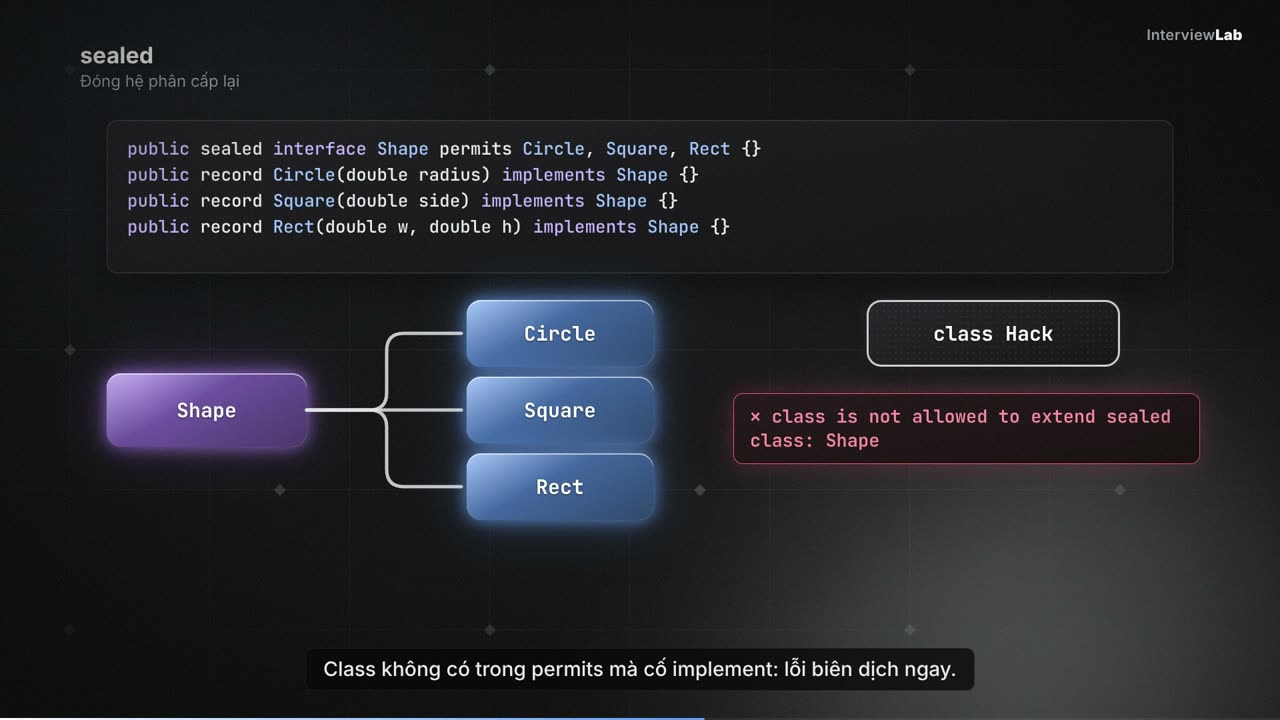 InterviewLab
sealed
Đóng hệ phân cấp lại
public sealed interface Shape permits Circle, Square, Rect {}
public record Circle(double radius) implements Shape {}
public record Square(double side) implements Shape {}
public record Rect(double w, double h) implements Shape {}
Shape
Circle
Square
Rect
class Hack
× class is not allowed to extend sealed
class: Shape
Class không có trong permits mà cố implement: lỗi biên dịch ngay.